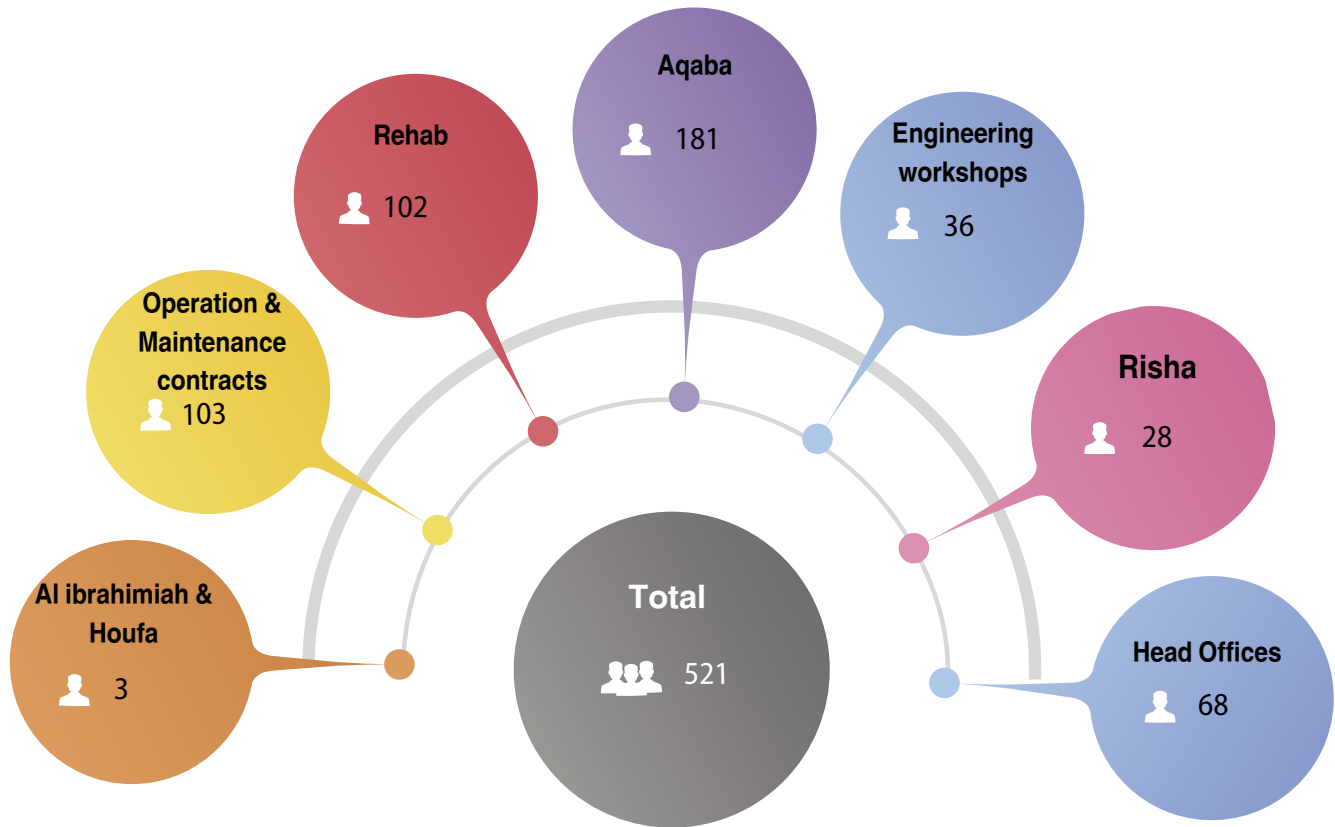 Aqaba
181
Rehab
102
Engineering
workshops
36
Operation &
Maintenance
contracts
103
Risha
28
Al ibrahimiah &
Houfa
3
Total
521
Head Offices
68